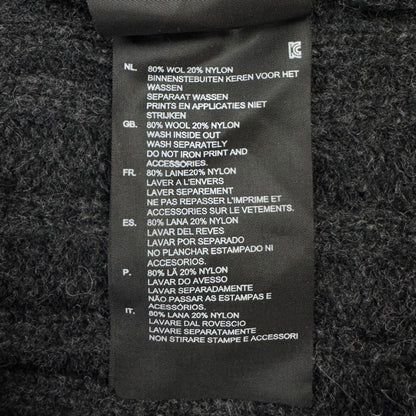 NL. 80% WOL 20% NYLON
BINNENSTEBUITEN KEREN VOOR HET
WASSEN
SEPARAAT WASSEN
PRINTS EN APPLICATIES NIET
STRIJKEN
GB. 80% WOOL 20% NYLON
WASH INSIDE OUT
WASH SEPARATELY
DO NOT IRON PRINT AND
ACCESSORIES.
FR. 80% LAINE20% NYLON
LAVER A L'ENVERS
LAVER SEPAREMENT
NE PAS REPASSER L'IMPRIME ET
ACCESSORIES SUR LE VETEMENTS.
ES. 80% LANA 20% NYLON
LAVAR DEL REVES
LAVAR POR SEPARADO
NO PLANCHAR ESTAMPADO NI
ACCESORIOS.
P. 80% LÃ 20% NYLON
LAVAR DO AVESSO
LAVAR SEPARADAMENTE
NÃO PASSAR AS ESTAMPAS E
ACESSORIOS.
IT. 80% LANA 20% NYLON
LAVARE DAL ROVESCIO
LAVARE SEPARATAMENTE
NON STIRARE STAMPE E ACCESSORI